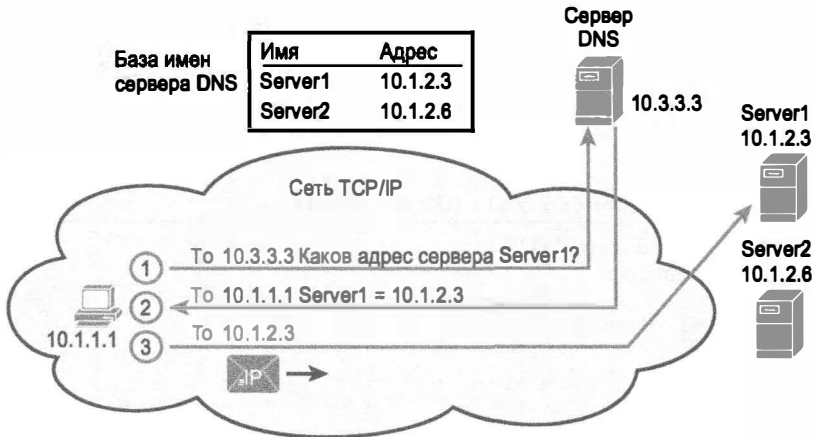 Сервер
DNS
База имен
сервера DNS
Имя Адрес
Server1 10.1.2.3
Server2 10.1.2.6
10.3.3.3
Server1
10.1.2.3
Сеть TCP/IP
1 To 10.3.3.3 Каков адрес сервера Server1?
Server2
10.1.2.6
2 To 10.1.1.1 Server1 = 10.1.2.3
10.1.1.1
3 To 10.1.2.3
.IP